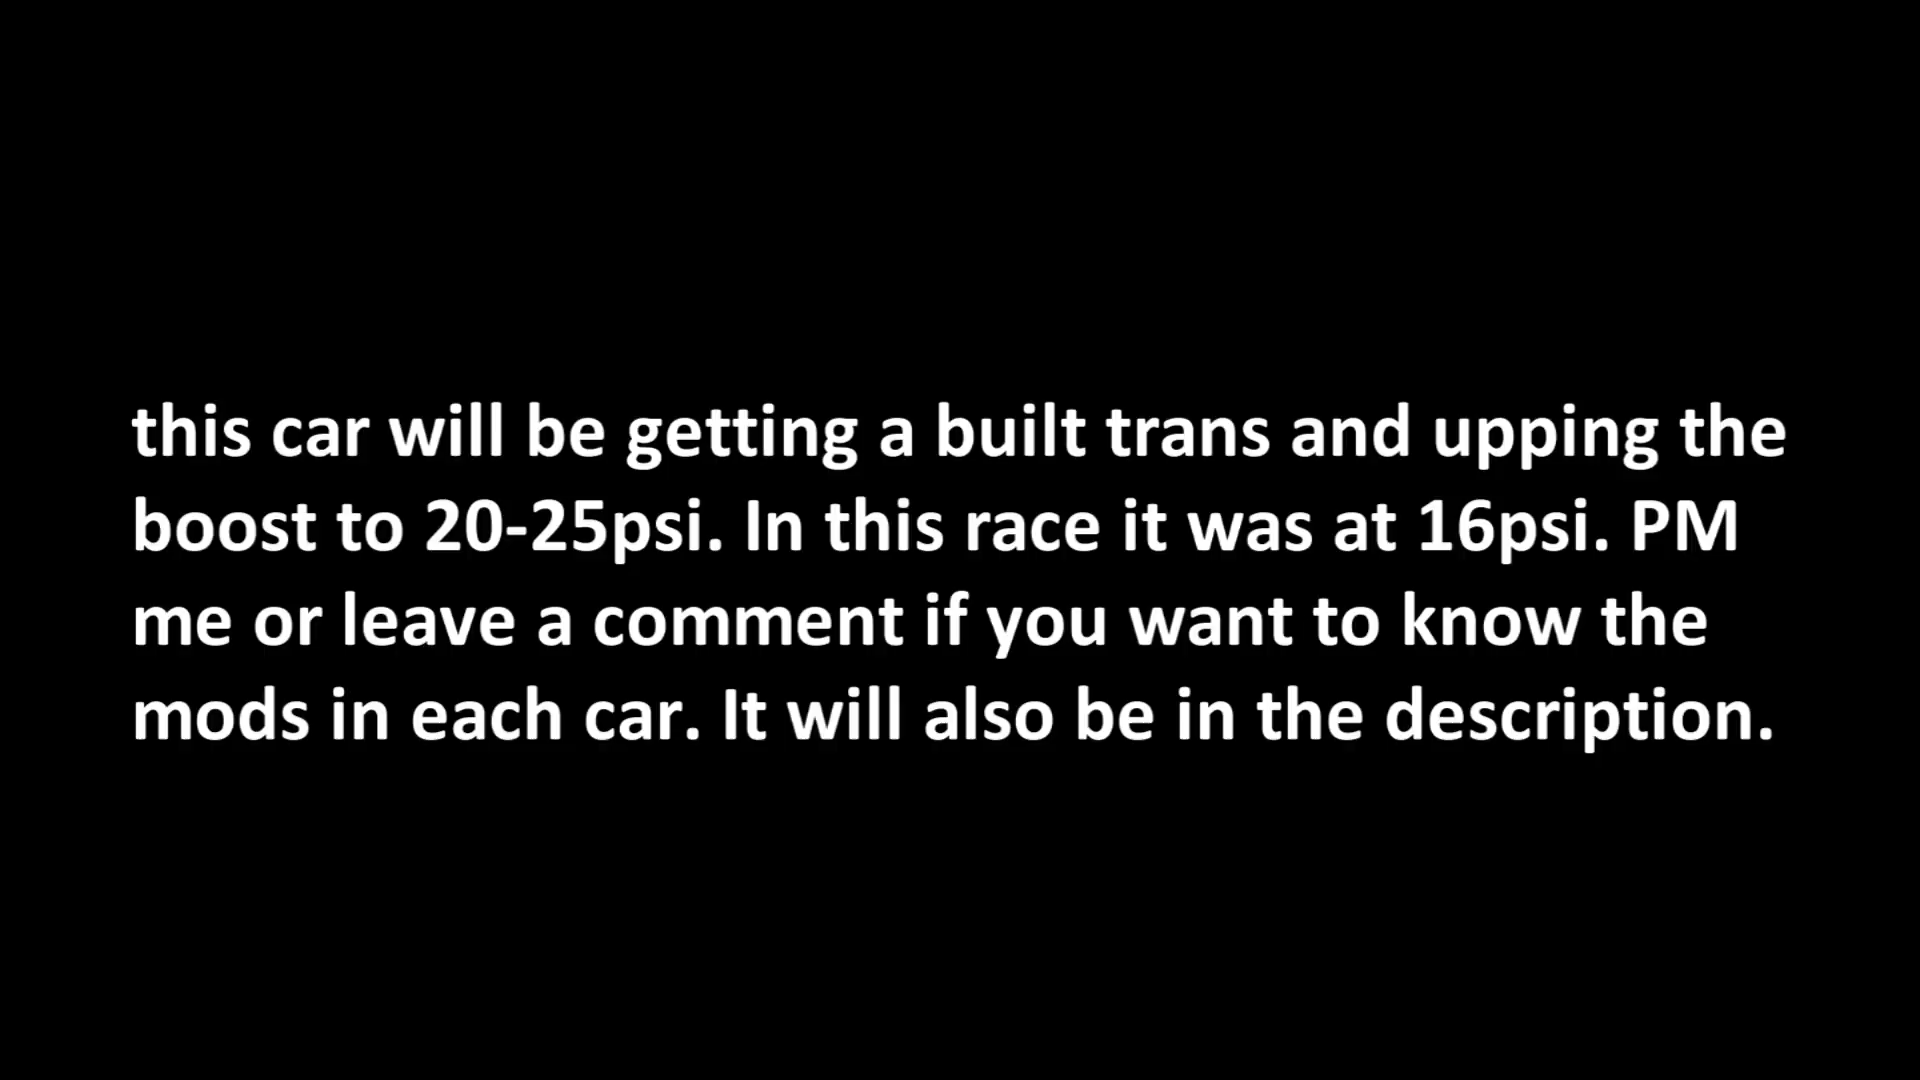 this car will be getting a built trans and upping the
boost to 20-25psi. In this race it was at 16psi. PM
me or leave a comment if you want to know the
mods in each car. It will also be in the description.